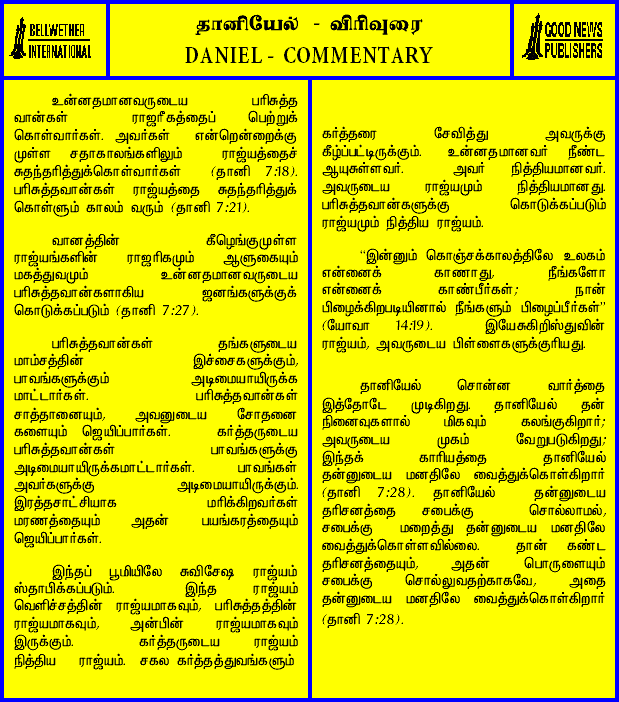 BELLWETHER
INTERNATIONAL
தானியேல் - விரிவுரை
DANIEL - COMMENTARY
GOOD NEWS
PUBLISHERS
உன்னதமானவருடைய பரிசுத்த
வான்கள் ராஜரீகத்தைப் பெற்றுக்
கொள்வார்கள். அவர்கள் என்றென்றைக்கு
முள்ள சதாகாலங்களிலும் ராஜ்யத்தைச்
சுதந்தரித்துக்கொள்வார்கள் (தானி 7:18).
பரிசுத்தவான்கள் ராஜ்யத்தை சுதந்தரித்துக்
கொள்ளும் காலம் வரும் (தானி 7:21).
வானத்தின் கீழெங்குமுள்ள
ராஜ்யங்களின் ராஜரிகமும் ஆளுகையும்
மகத்துவமும் உன்னதமானவருடைய
பரிசுத்தவான்களாகிய ஜனங்களுக்குக்
கொடுக்கப்படும் (தானி 7:27).
பரிசுத்தவான்கள் தங்களுடைய
மாம்சத்தின் இச்சைகளுக்கும்,
பாவங்களுக்கும் அடிமையாயிருக்க
மாட்டார்கள். பரிசுத்தவான்கள்
சாத்தானையும், அவனுடைய சோதனை
களையும் ஜெயிப்பார்கள். கர்த்தருடைய
பரிசுத்தவான்கள் பாவங்களுக்கு
அடிமையாயிருக்கமாட்டார்கள். பாவங்கள்
அவர்களுக்கு அடிமையாயிருக்கும்.
இரத்தசாட்சியாக மரிக்கிறவர்கள்
மரணத்தையும் அதன் பயங்கரத்தையும்
ஜெயிப்பார்கள்.
இந்தப் பூமியிலே சுவிசேஷ ராஜ்யம்
ஸ்தாபிக்கப்படும். இந்த ராஜ்யம்
வெளிச்சத்தின் ராஜ்யமாகவும், பரிசுத்தத்தின்
ராஜ்யமாகவும், அன்பின் ராஜ்யமாகவும்
இருக்கும். கர்த்தருடைய ராஜ்யம்
நித்திய ராஜ்யம். சகல கர்த்தத்துவங்களும்
கர்த்தரை சேவித்து அவருக்கு
கீழ்ப்பட்டிருக்கும். உன்னதமானவர் நீண்ட
ஆயுசுள்ளவர். அவர் நித்தியமானவர்.
அவருடைய ராஜ்யமும் நித்தியமானது.
பரிசுத்தவான்களுக்கு கொடுக்கப்படும்
ராஜ்யமும் நித்திய ராஜ்யம்.
“இன்னும் கொஞ்சக்காலத்திலே உலகம்
என்னைக் காணாது, நீங்களோ
என்னைக் காண்பீர்கள்; நான்
பிழைக்கிறபடியினால் நீங்களும் பிழைப்பீர்கள்”
(யோவா 14:19). இயேசுகிறிஸ்துவின்
ராஜ்யம், அவருடைய பிள்ளைகளுக்குரியது.
தானியேல் சொன்ன வார்த்தை
இத்தோடே முடிகிறது. தானியேல் தன்
நினைவுகளால் மிகவும் கலங்குகிறார்;
அவருடைய முகம் வேறுபடுகிறது;
இந்தக் காரியத்தை தானியேல்
தன்னுடைய மனதிலே வைத்துக்கொள்கிறார்
(தானி 7:28). தானியேல் தன்னுடைய
தரிசனத்தை சபைக்கு சொல்லாமல்,
சபைக்கு மறைத்து தன்னுடைய மனதிலே
வைத்துக்கொள்ளவில்லை. தான் கண்ட
தரிசனத்தையும், அதன் பொருளையும்
சபைக்கு சொல்லுவதற்காகவே, அதை
தன்னுடைய மனதிலே வைத்துக்கொள்கிறார்
(தானி 7:28).